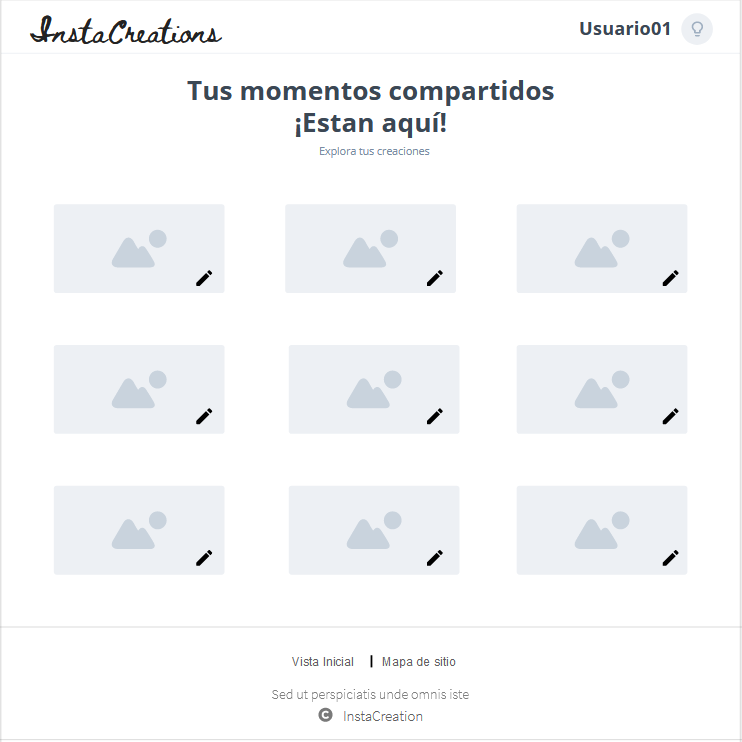 InstaCreations
Usuario01
Tus momentos compartidos
¡Estan aquí!
Explora tus creaciones
Vista Inicial | Mapa de sitio
Sed ut perspiciatis unde omnis iste
© InstaCreation